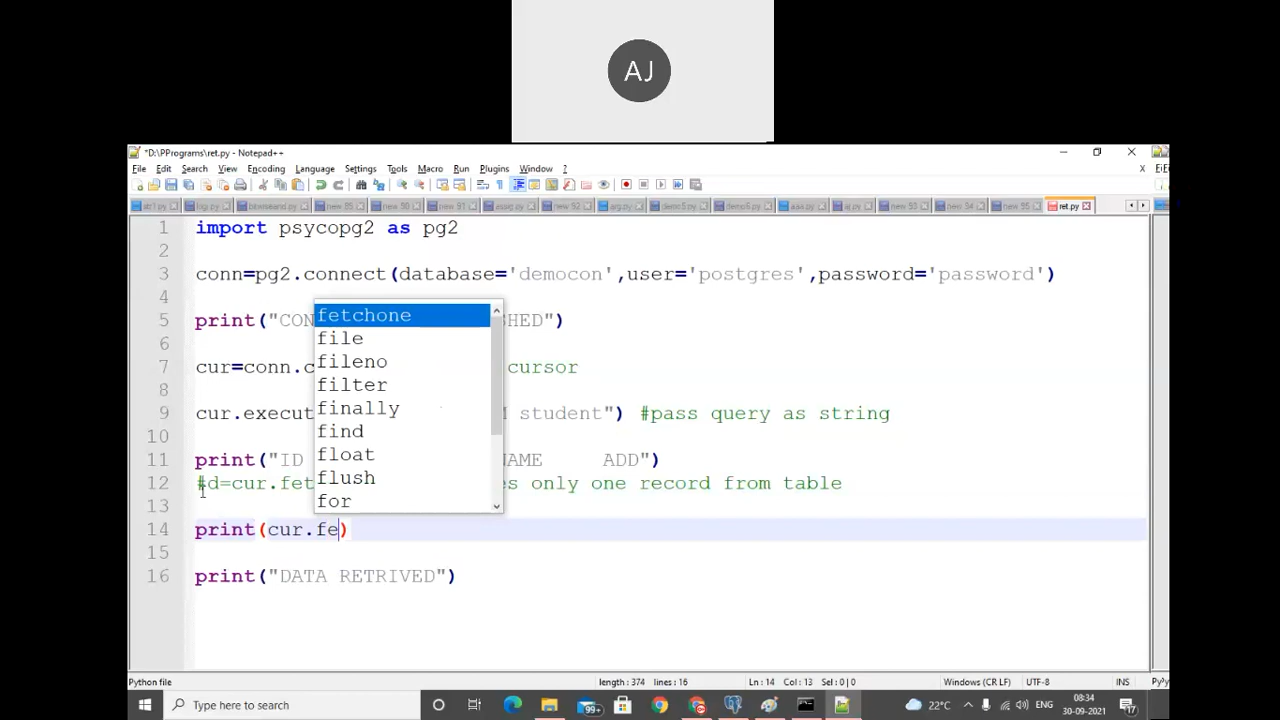 AJ
*D:\PPrograms\ret.py - Notepad++
File Edit Search View Encoding Language Settings Tools Macro Run Plugins Window ? X
ret.py
1 import psycopg2 as pg2
2
3 conn=pg2.connect(database='democon',user='postgres',password='password')
4
5 print("CON SHED")
6
7 cur=conn.c cursor
8
9 cur.execut M student") #pass query as string
10
11 print("ID NAME ADD")
12 #d=cur.fet s only one record from table
13
14 print(cur.fe)
15
16 print("DATA RETRIVED")
fetchone
file
fileno
filter
finally
find
float
flush
for
Python file length : 374 lines : 16 Ln : 14 Col : 13 Sel : 0 | 0 Windows (CR LF) UTF-8 INS
Type here to search 99+ 22°C ENG 08:34
30-09-2021 17